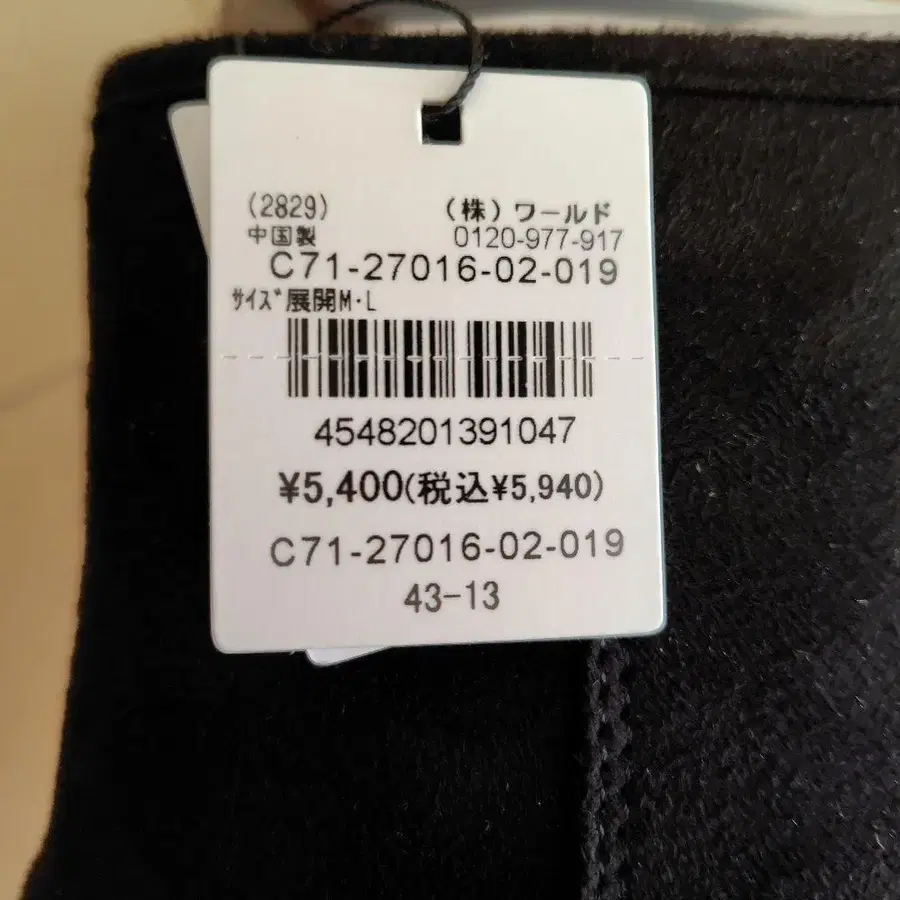 (2829) (株)ワールド
中国製 0120-977-917
C71-27016-02-019
ｻｲｽﾞ展開M･L
4548201391047
¥5,400(税込¥5,940)
C71-27016-02-019
43-13